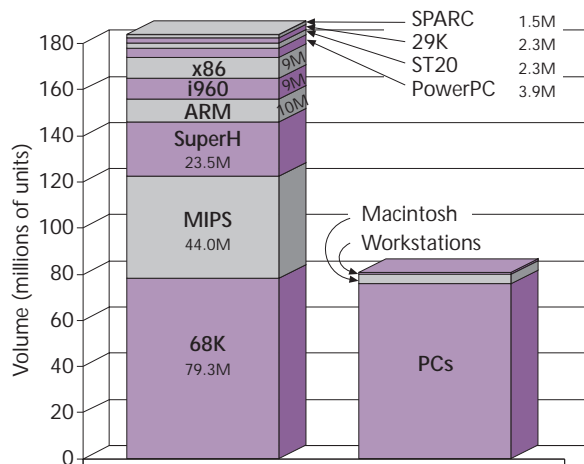 Volume (millions of units)
180
160
140
120
100
80
60
40
20
0
x86
9M
i960
9M
ARM
10M
SuperH
23.5M
MIPS
44.0M
68K
79.3M
SPARC 1.5M
29K 2.3M
ST20 2.3M
PowerPC 3.9M
Macintosh
Workstations
PCs